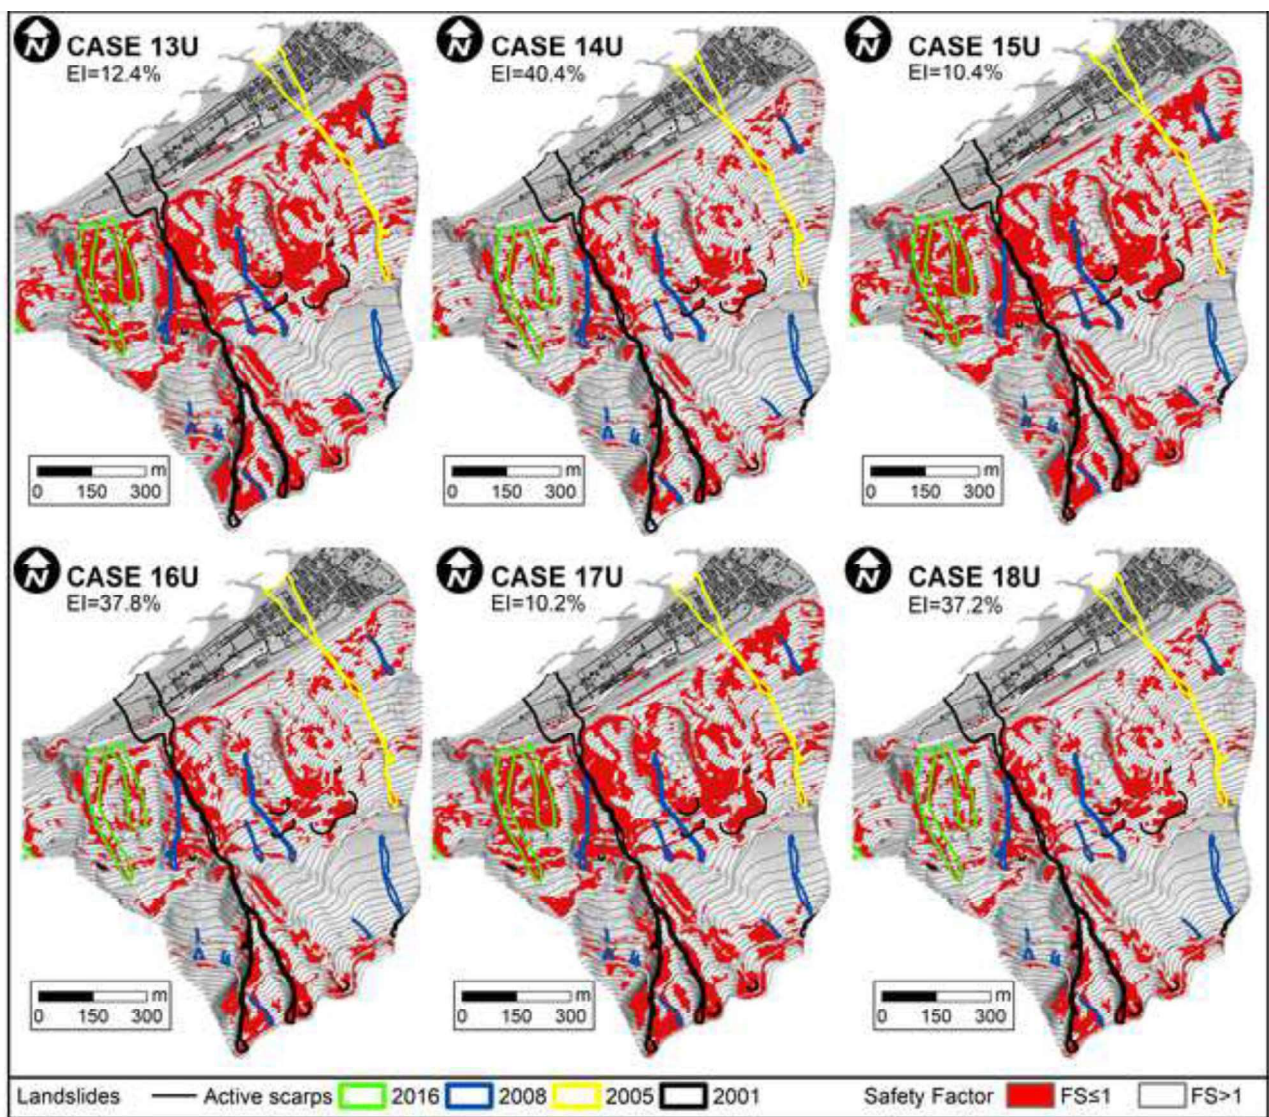 N CASE 13U
EI=12.4%
N CASE 14U
EI=40.4%
N CASE 15U
EI=10.4%
m
0 150 300
m
0 150 300
m
0 150 300
N CASE 16U
EI=37.8%
N CASE 17U
EI=10.2%
N CASE 18U
EI=37.2%
m
0 150 300
m
0 150 300
m
0 150 300
Landslides Active scarps 2016 2008 2005 2001 Safety Factor FS≤1 FS>1